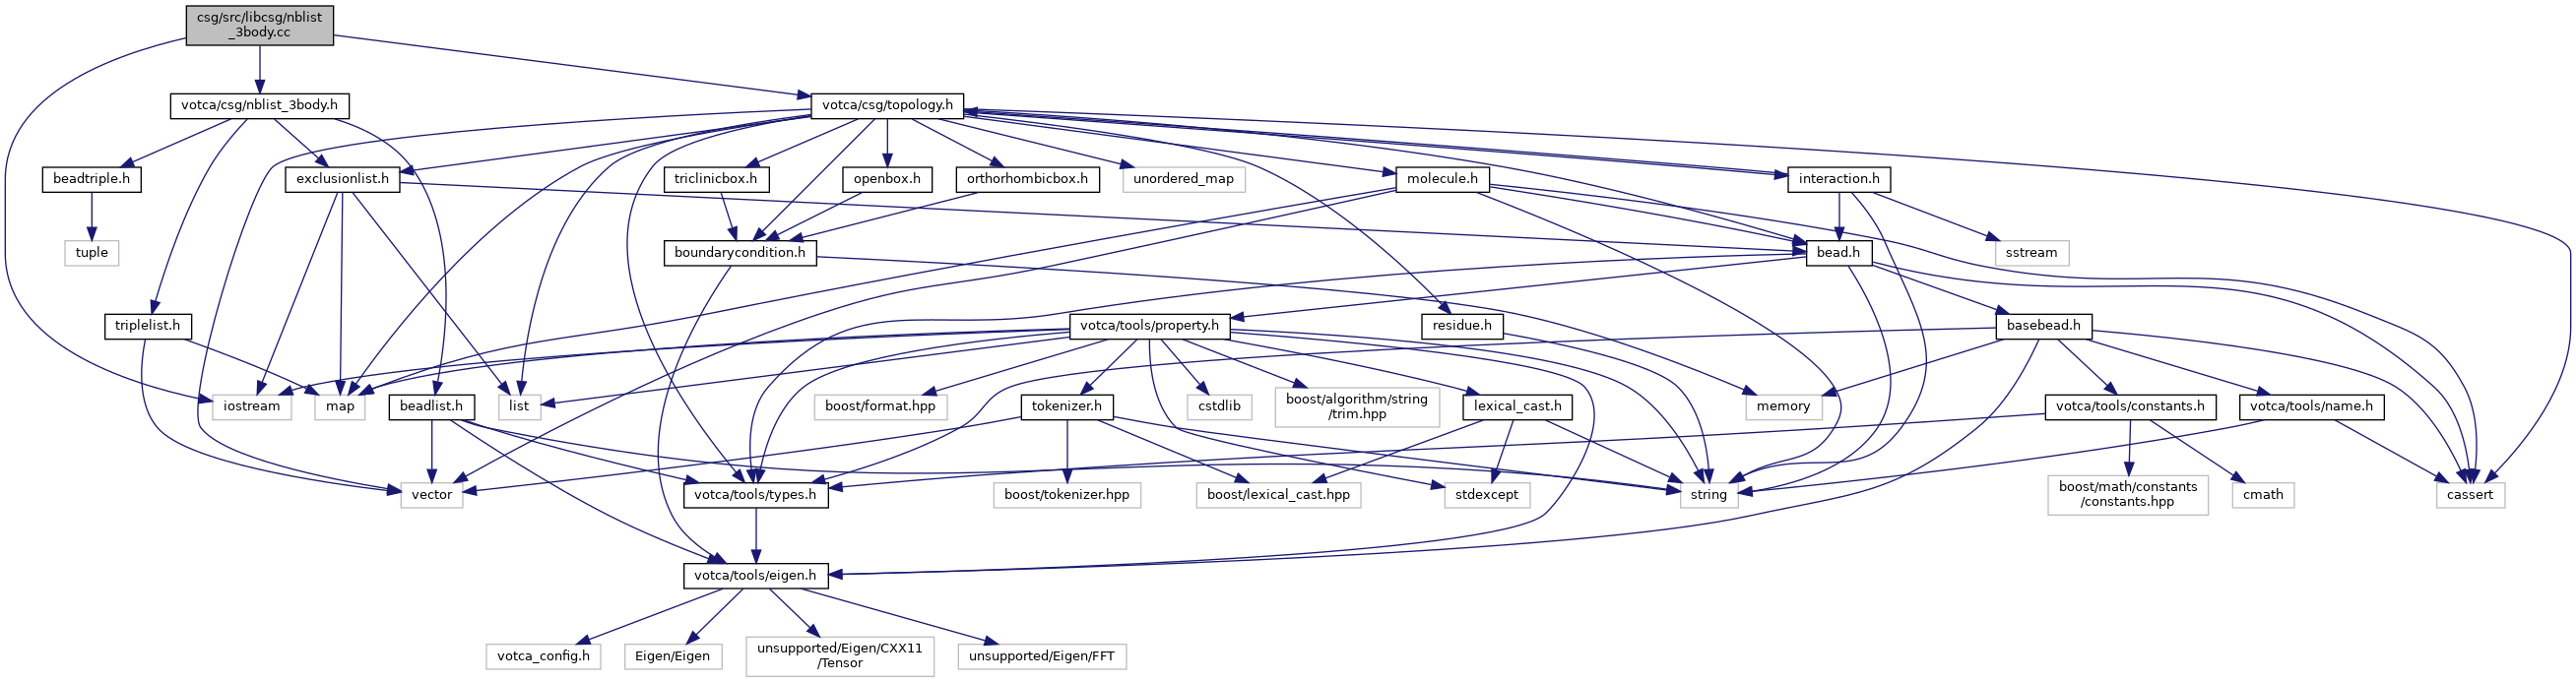 csg/src/libcsg/nblist
_3body.cc
votca/csg/nblist_3body.h
votca/csg/topology.h
beadtriple.h
exclusionlist.h
triclinicbox.h
openbox.h
orthorhombicbox.h
unordered_map
molecule.h
interaction.h
tuple
boundarycondition.h
bead.h
sstream
triplelist.h
votca/tools/property.h
residue.h
basebead.h
iostream
map
beadlist.h
list
boost/format.hpp
tokenizer.h
cstdlib
boost/algorithm/string
/trim.hpp
lexical_cast.h
memory
votca/tools/constants.h
votca/tools/name.h
vector
votca/tools/types.h
boost/tokenizer.hpp
boost/lexical_cast.hpp
stdexcept
string
boost/math/constants
/constants.hpp
cmath
cassert
votca/tools/eigen.h
votca_config.h
Eigen/Eigen
unsupported/Eigen/CXX11
/Tensor
unsupported/Eigen/FFT